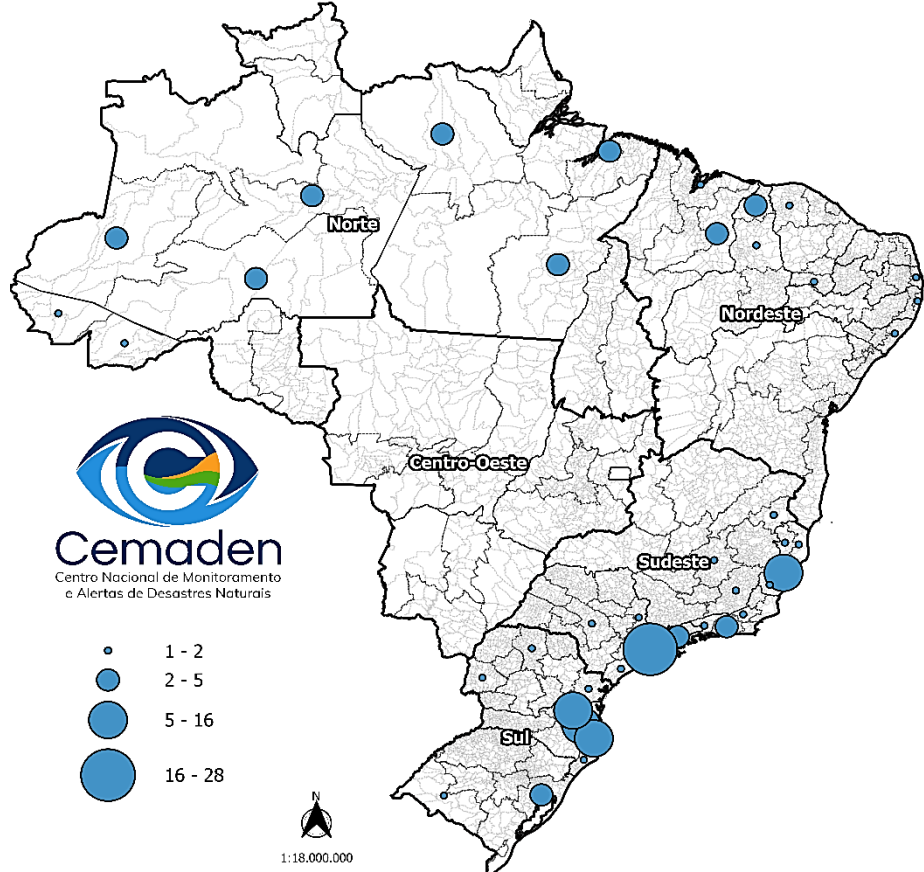 Norte
Nordeste
Centro-Oeste
Cemaden
Centro Nacional de Monitoramento
e Alertas de Desastres Naturais
Sudeste
1 - 2
2 - 5
5 - 16
16 - 28
Sul
N
1:18.000.000